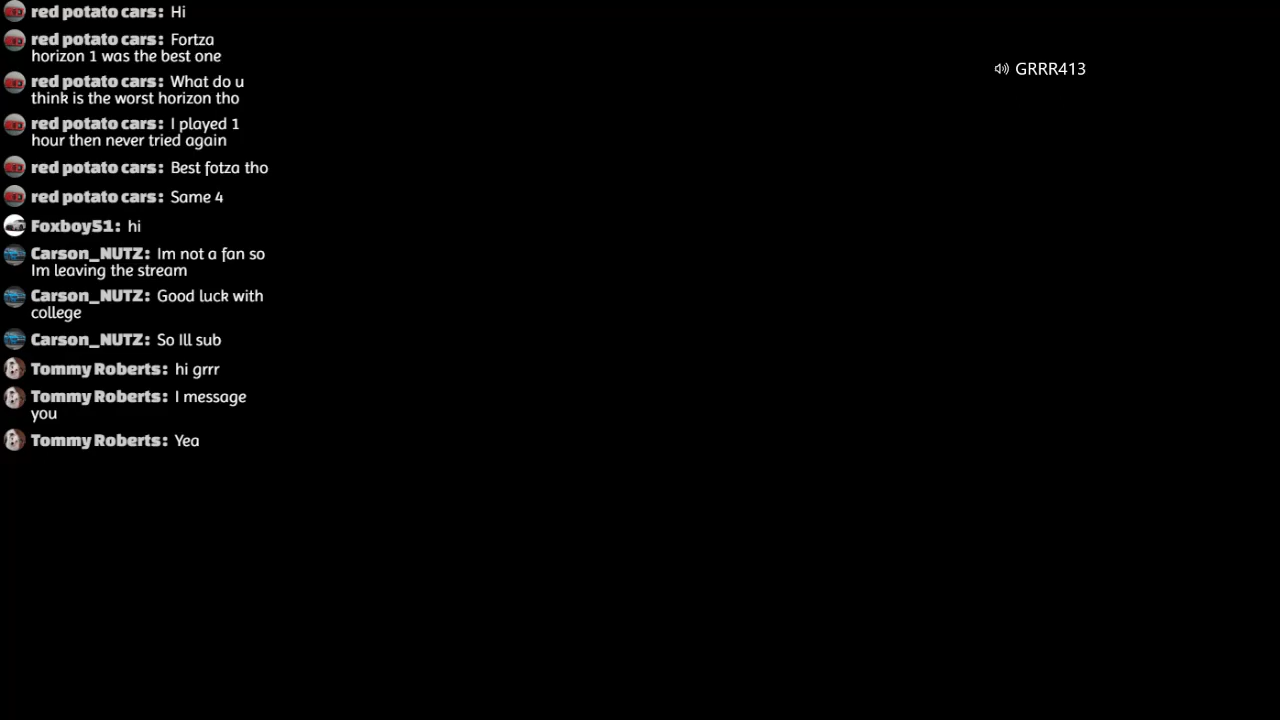 red potato cars: Hi
red potato cars: Fortza
horizon 1 was the best one
red potato cars: What do u
think is the worst horizon tho
red potato cars: I played 1
hour then never tried again
red potato cars: Best fotza tho
red potato cars: Same 4
Foxboy51: hi
Carson_NUTZ: Im not a fan so
Im leaving the stream
Carson_NUTZ: Good luck with
college
Carson_NUTZ: So Ill sub
Tommy Roberts: hi grrr
Tommy Roberts: I message
you
Tommy Roberts: Yea
GRRR413